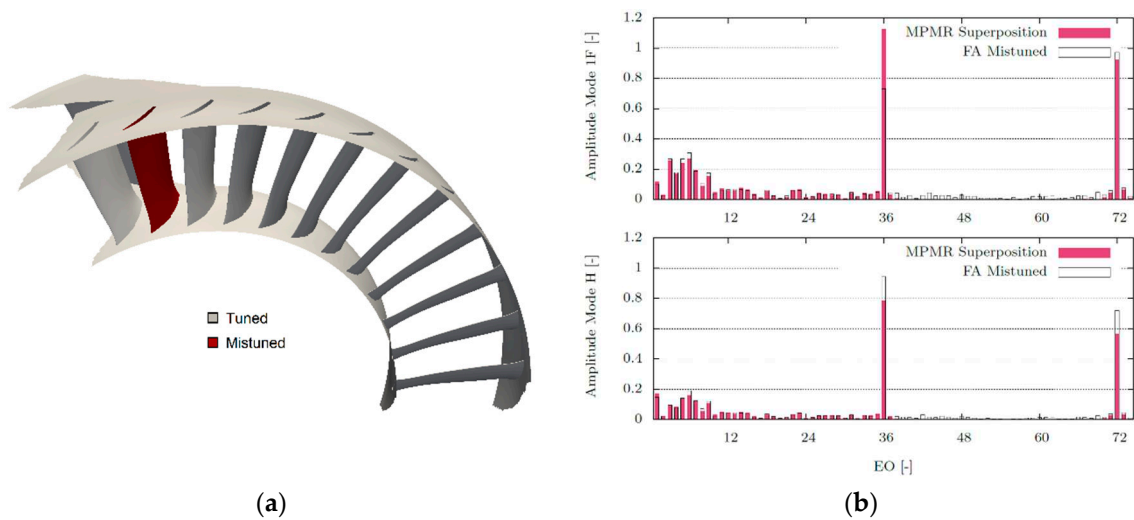 Tuned
Mistuned
(a)
Amplitude Mode 1F [-]
1.2
1
0.8
0.6
0.4
0.2
0
MPMR Superposition
FA Mistuned
12
24
36
48
60
72
Amplitude Mode H [-]
1.2
1
0.8
0.6
0.4
0.2
0
MPMR Superposition
FA Mistuned
12
24
36
48
60
72
EO [-]
(b)